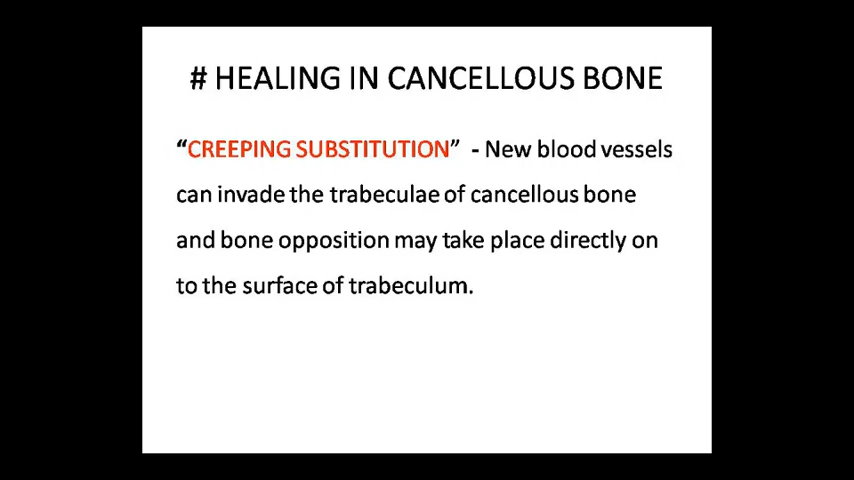 # HEALING IN CANCELLOUS BONE
“CREEPING SUBSTITUTION” - New blood vessels
can invade the trabeculae of cancellous bone
and bone opposition may take place directly on
to the surface of trabeculum.